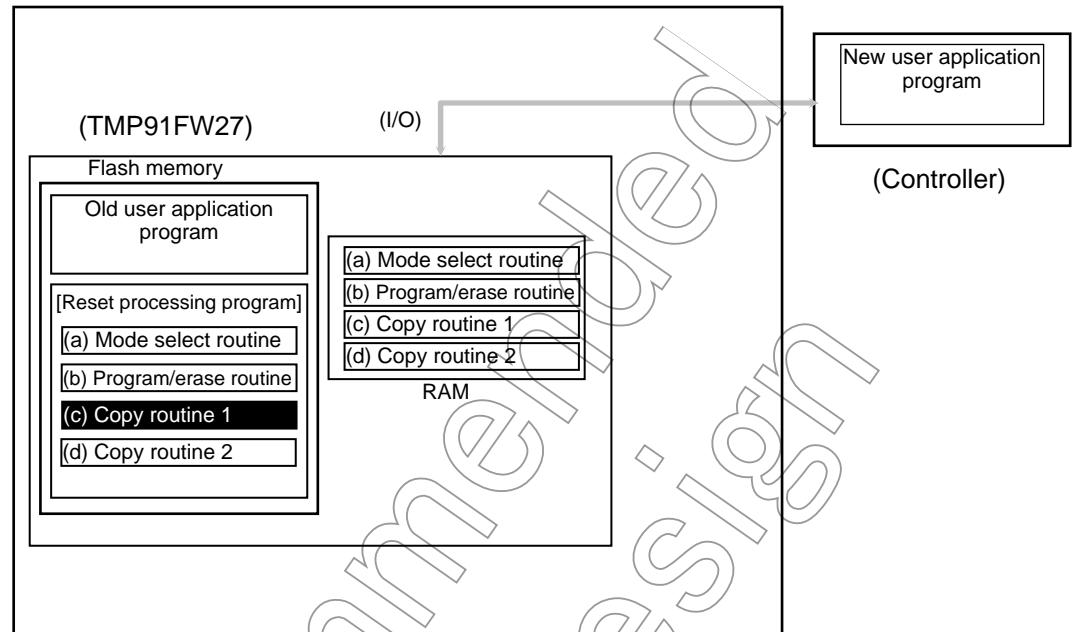 New user application
program
(Controller)
(TMP91FW27)
(I/O)
Flash memory
Old user application
program
[Reset processing program]
(a) Mode select routine
(b) Program/erase routine
(c) Copy routine 1
(d) Copy routine 2
(a) Mode select routine
(b) Program/erase routine
(c) Copy routine 1
(d) Copy routine 2
RAM